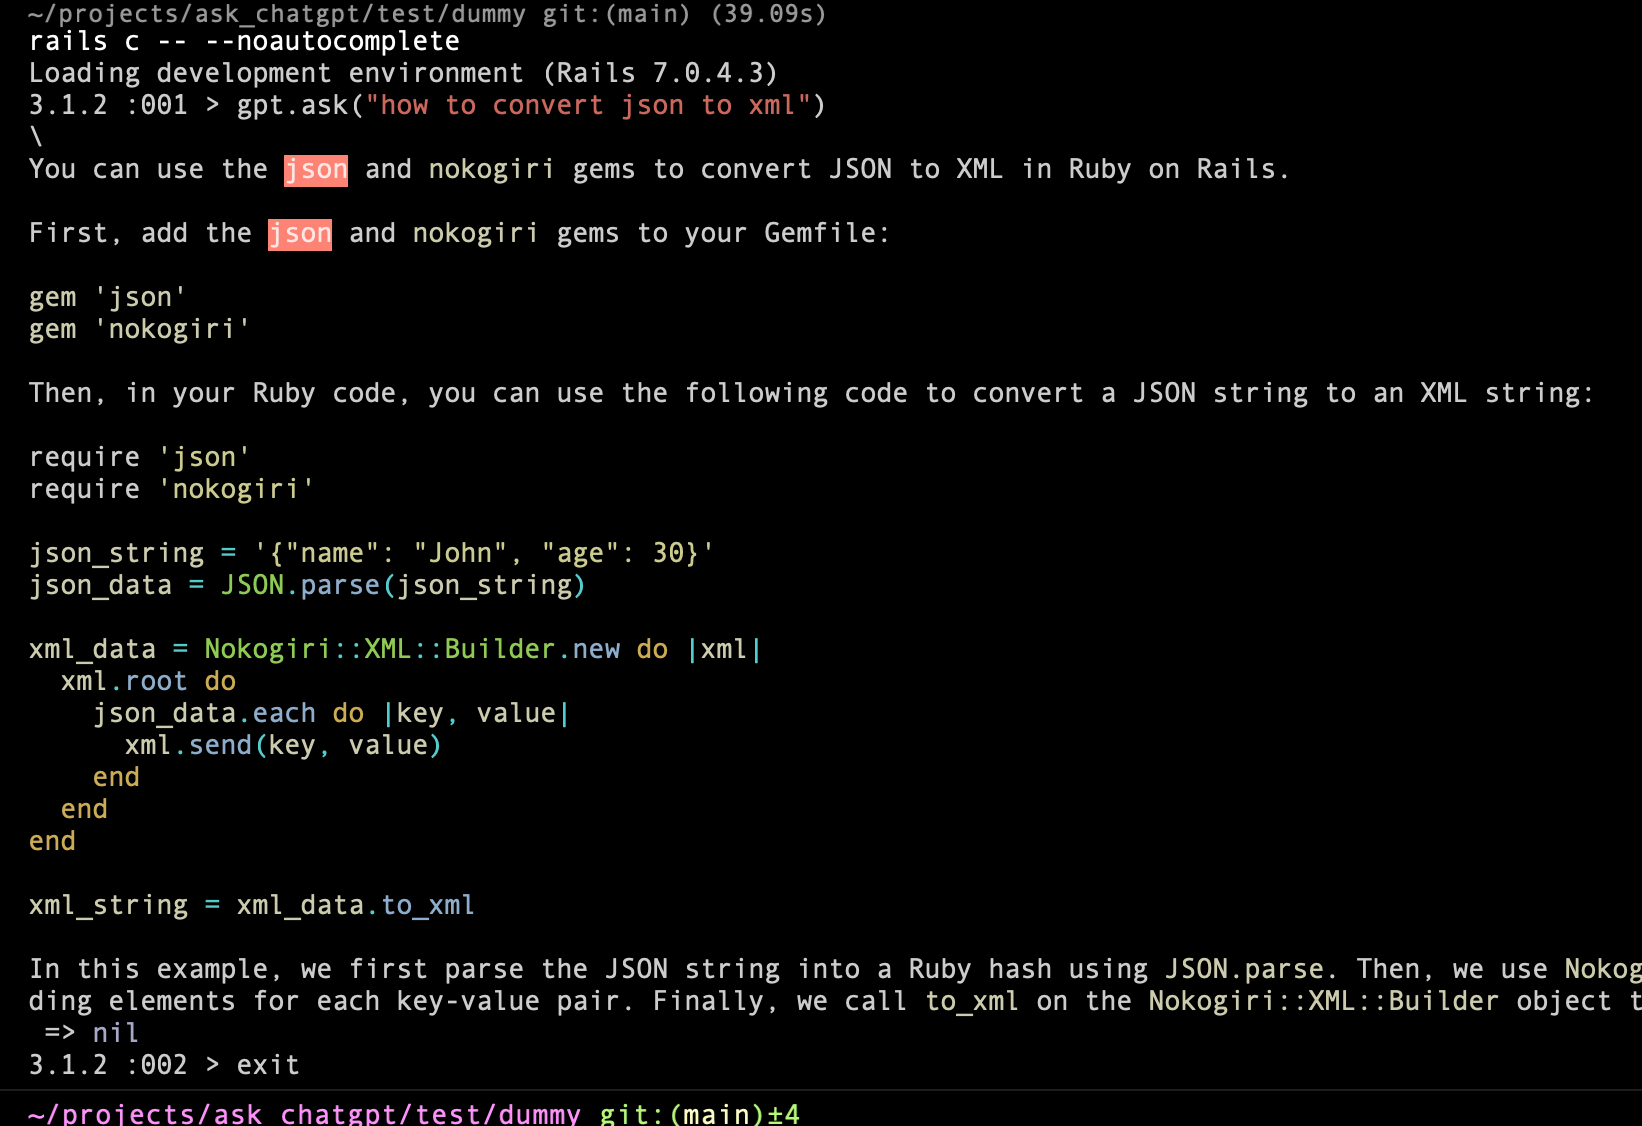 ~/projects/ask_chatgpt/test/dummy git:(main) (39.09s)
rails c -- --noautocomplete
Loading development environment (Rails 7.0.4.3)
3.1.2 :001 > gpt.ask("how to convert json to xml")
\
You can use the json and nokogiri gems to convert JSON to XML in Ruby on Rails.
First, add the json and nokogiri gems to your Gemfile:
gem 'json'
gem 'nokogiri'
Then, in your Ruby code, you can use the following code to convert a JSON string to an XML string:
require 'json'
require 'nokogiri'
json_string = '{"name": "John", "age": 30}'
json_data = JSON.parse(json_string)
xml_data = Nokogiri::XML::Builder.new do |xml|
  xml.root do
    json_data.each do |key, value|
      xml.send(key, value)
    end
  end
end
xml_string = xml_data.to_xml
In this example, we first parse the JSON string into a Ruby hash using JSON.parse. Then, we use Nokog
ding elements for each key-value pair. Finally, we call to_xml on the Nokogiri::XML::Builder object t
 => nil
3.1.2 :002 > exit
~/projects/ask_chatgpt/test/dummy git:(main)±4